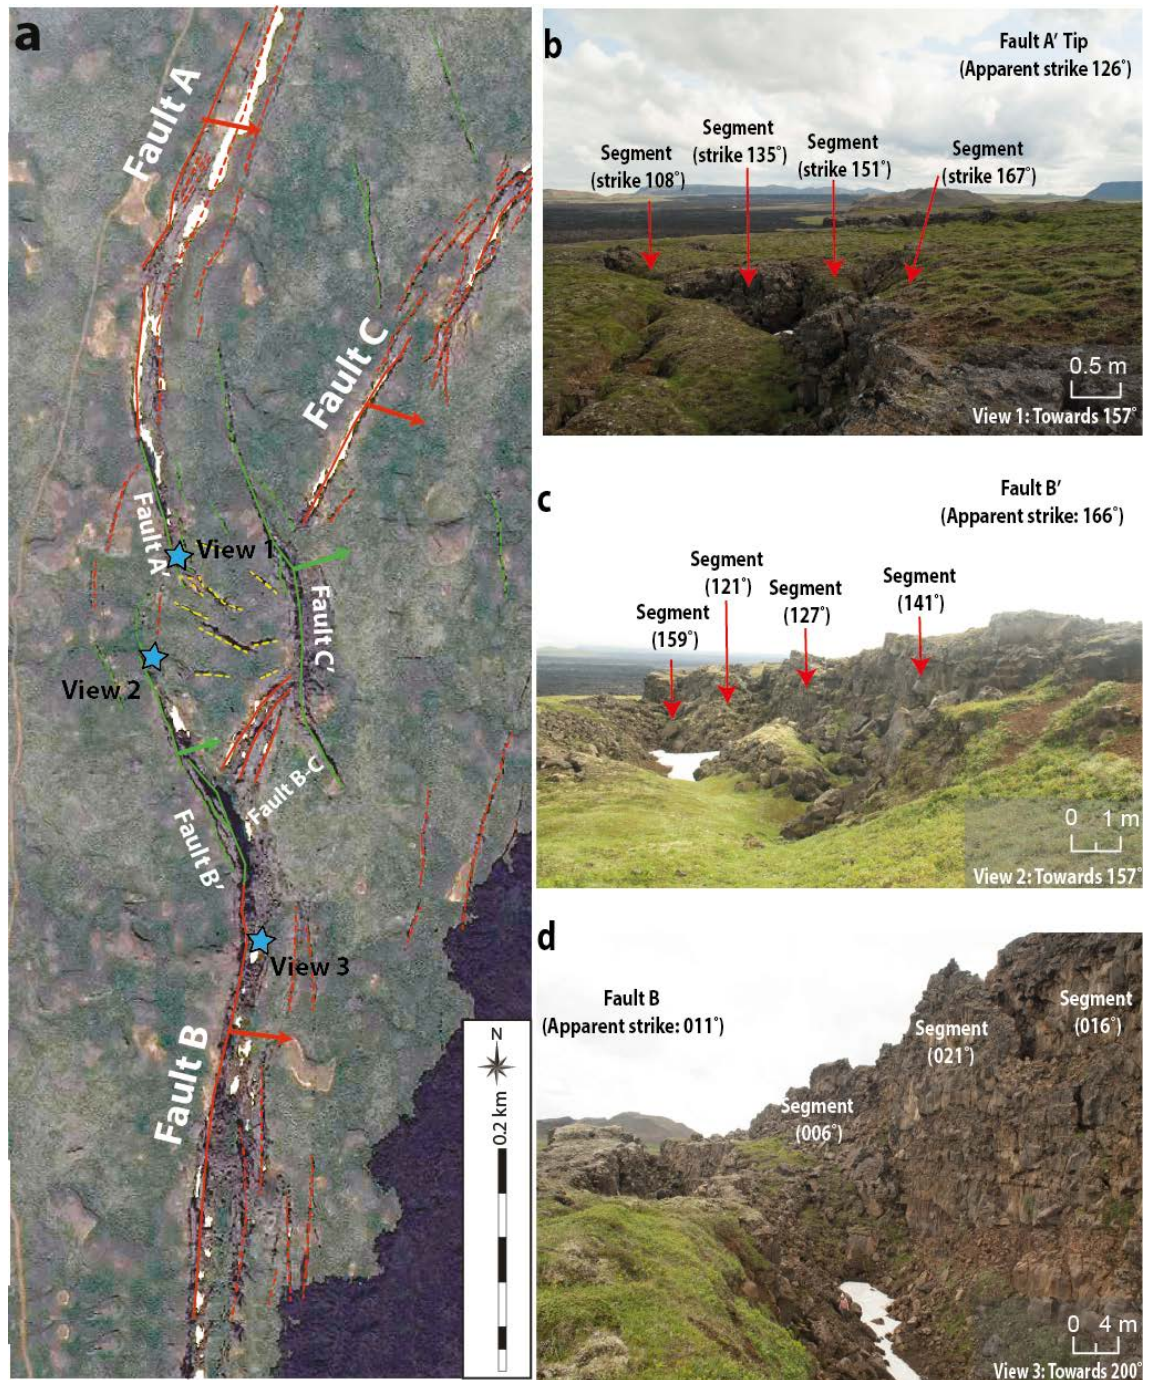 a
Fault A
Fault C
Fault A'
View 1
Fault C'
View 2
Fault B-C
Fault B'
View 3
Fault B
N
0.2 km
b
Fault A' Tip
(Apparent strike 126°)
Segment
(strike 108°)
Segment
(strike 135°)
Segment
(strike 151°)
Segment
(strike 167°)
0.5 m
View 1: Towards 157°
c
Fault B'
(Apparent strike: 166°)
Segment
(159°)
Segment
(121°)
Segment
(127°)
Segment
(141°)
0 1 m
View 2: Towards 157°
d
Fault B
(Apparent strike: 011°)
Segment
(006°)
Segment
(021°)
Segment
(016°)
0 4 m
View 3: Towards 200°